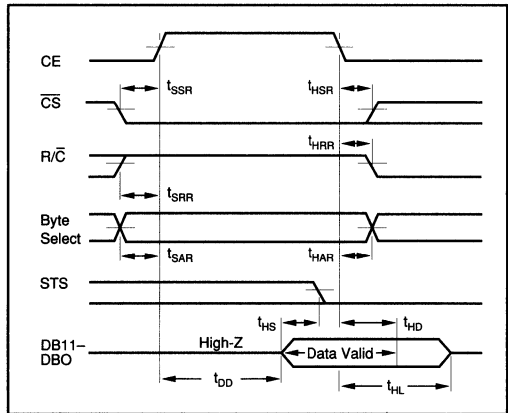 CE
tSSR
tHSR
CS
tHRR
R/C
tSRR
Byte
Select
tSAR
tHAR
STS
tHS
tHD
DB11–
DBO
High-Z
Data Valid
tDD
tHL